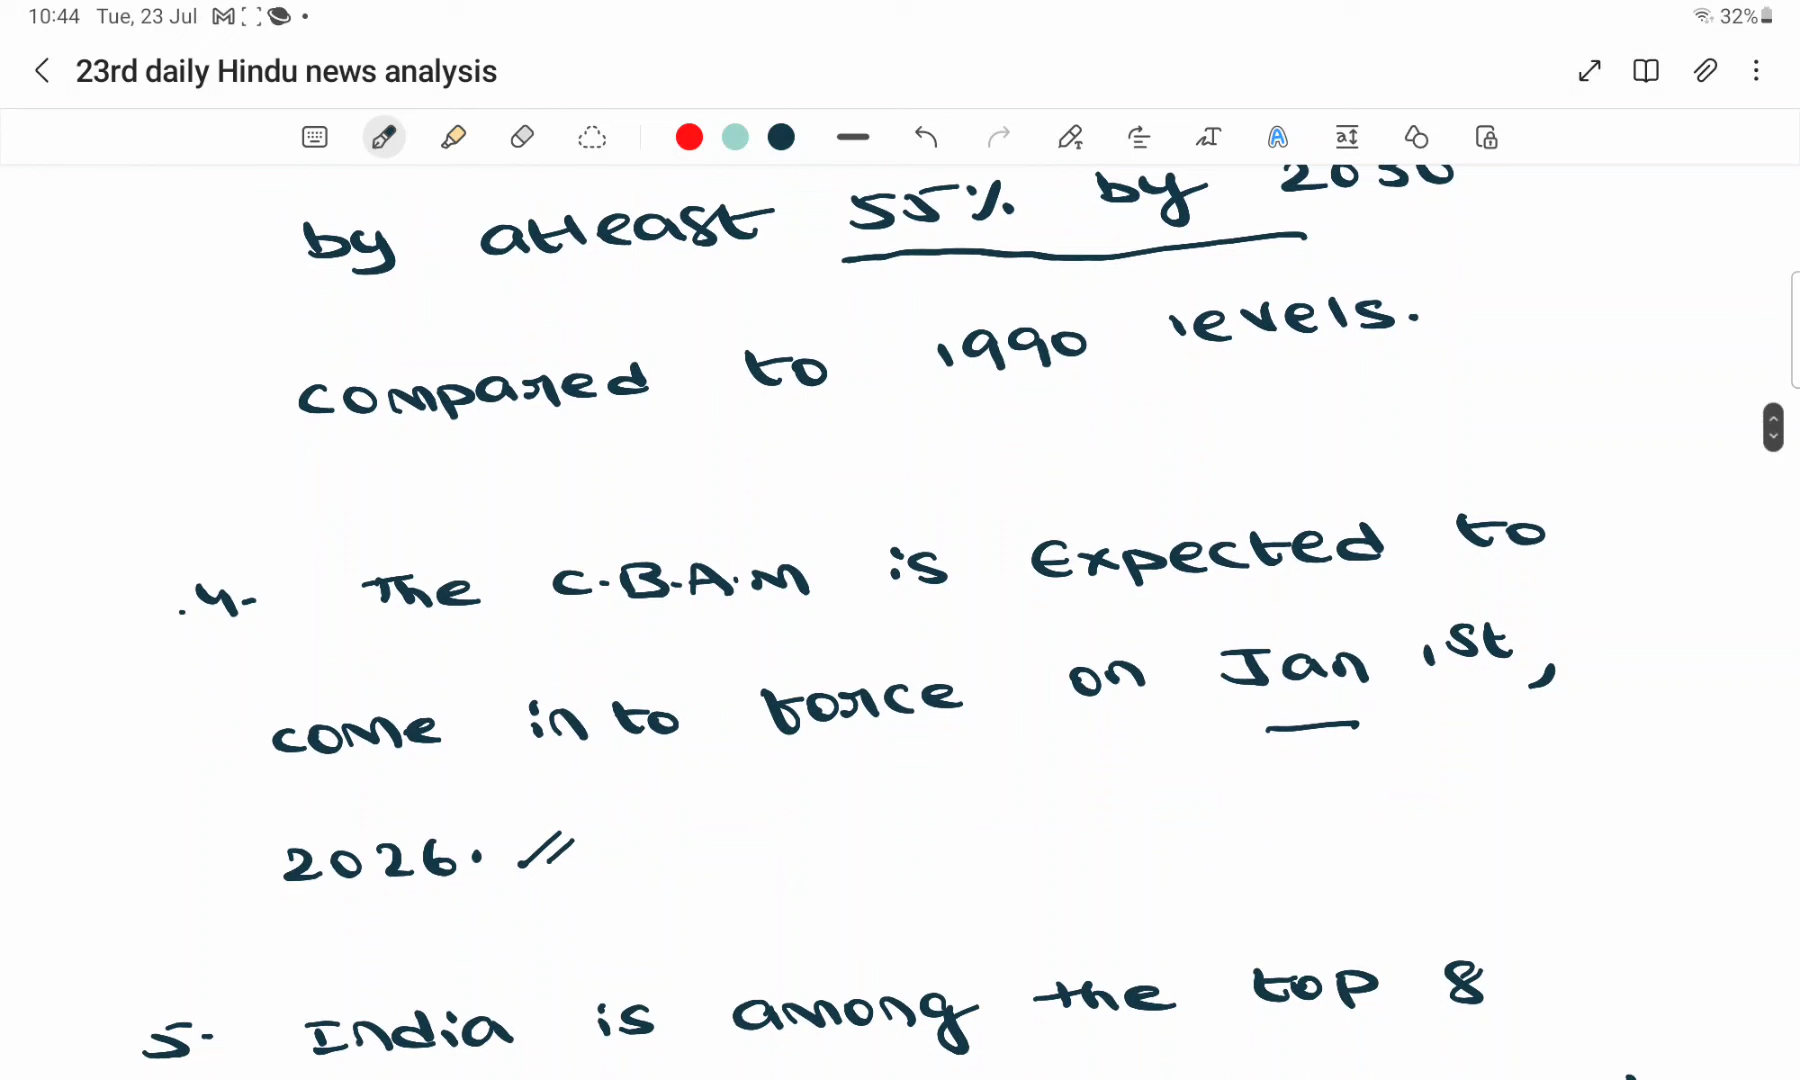 10:44 Tue, 23 Jul 32%
23rd daily Hindu news analysis
by atleast 55% by 2030
compared to 1990 levels.
4. The C.B.A.M is Expected to
come in to force on Jan 1st,
2026.
5. India is among the top 8